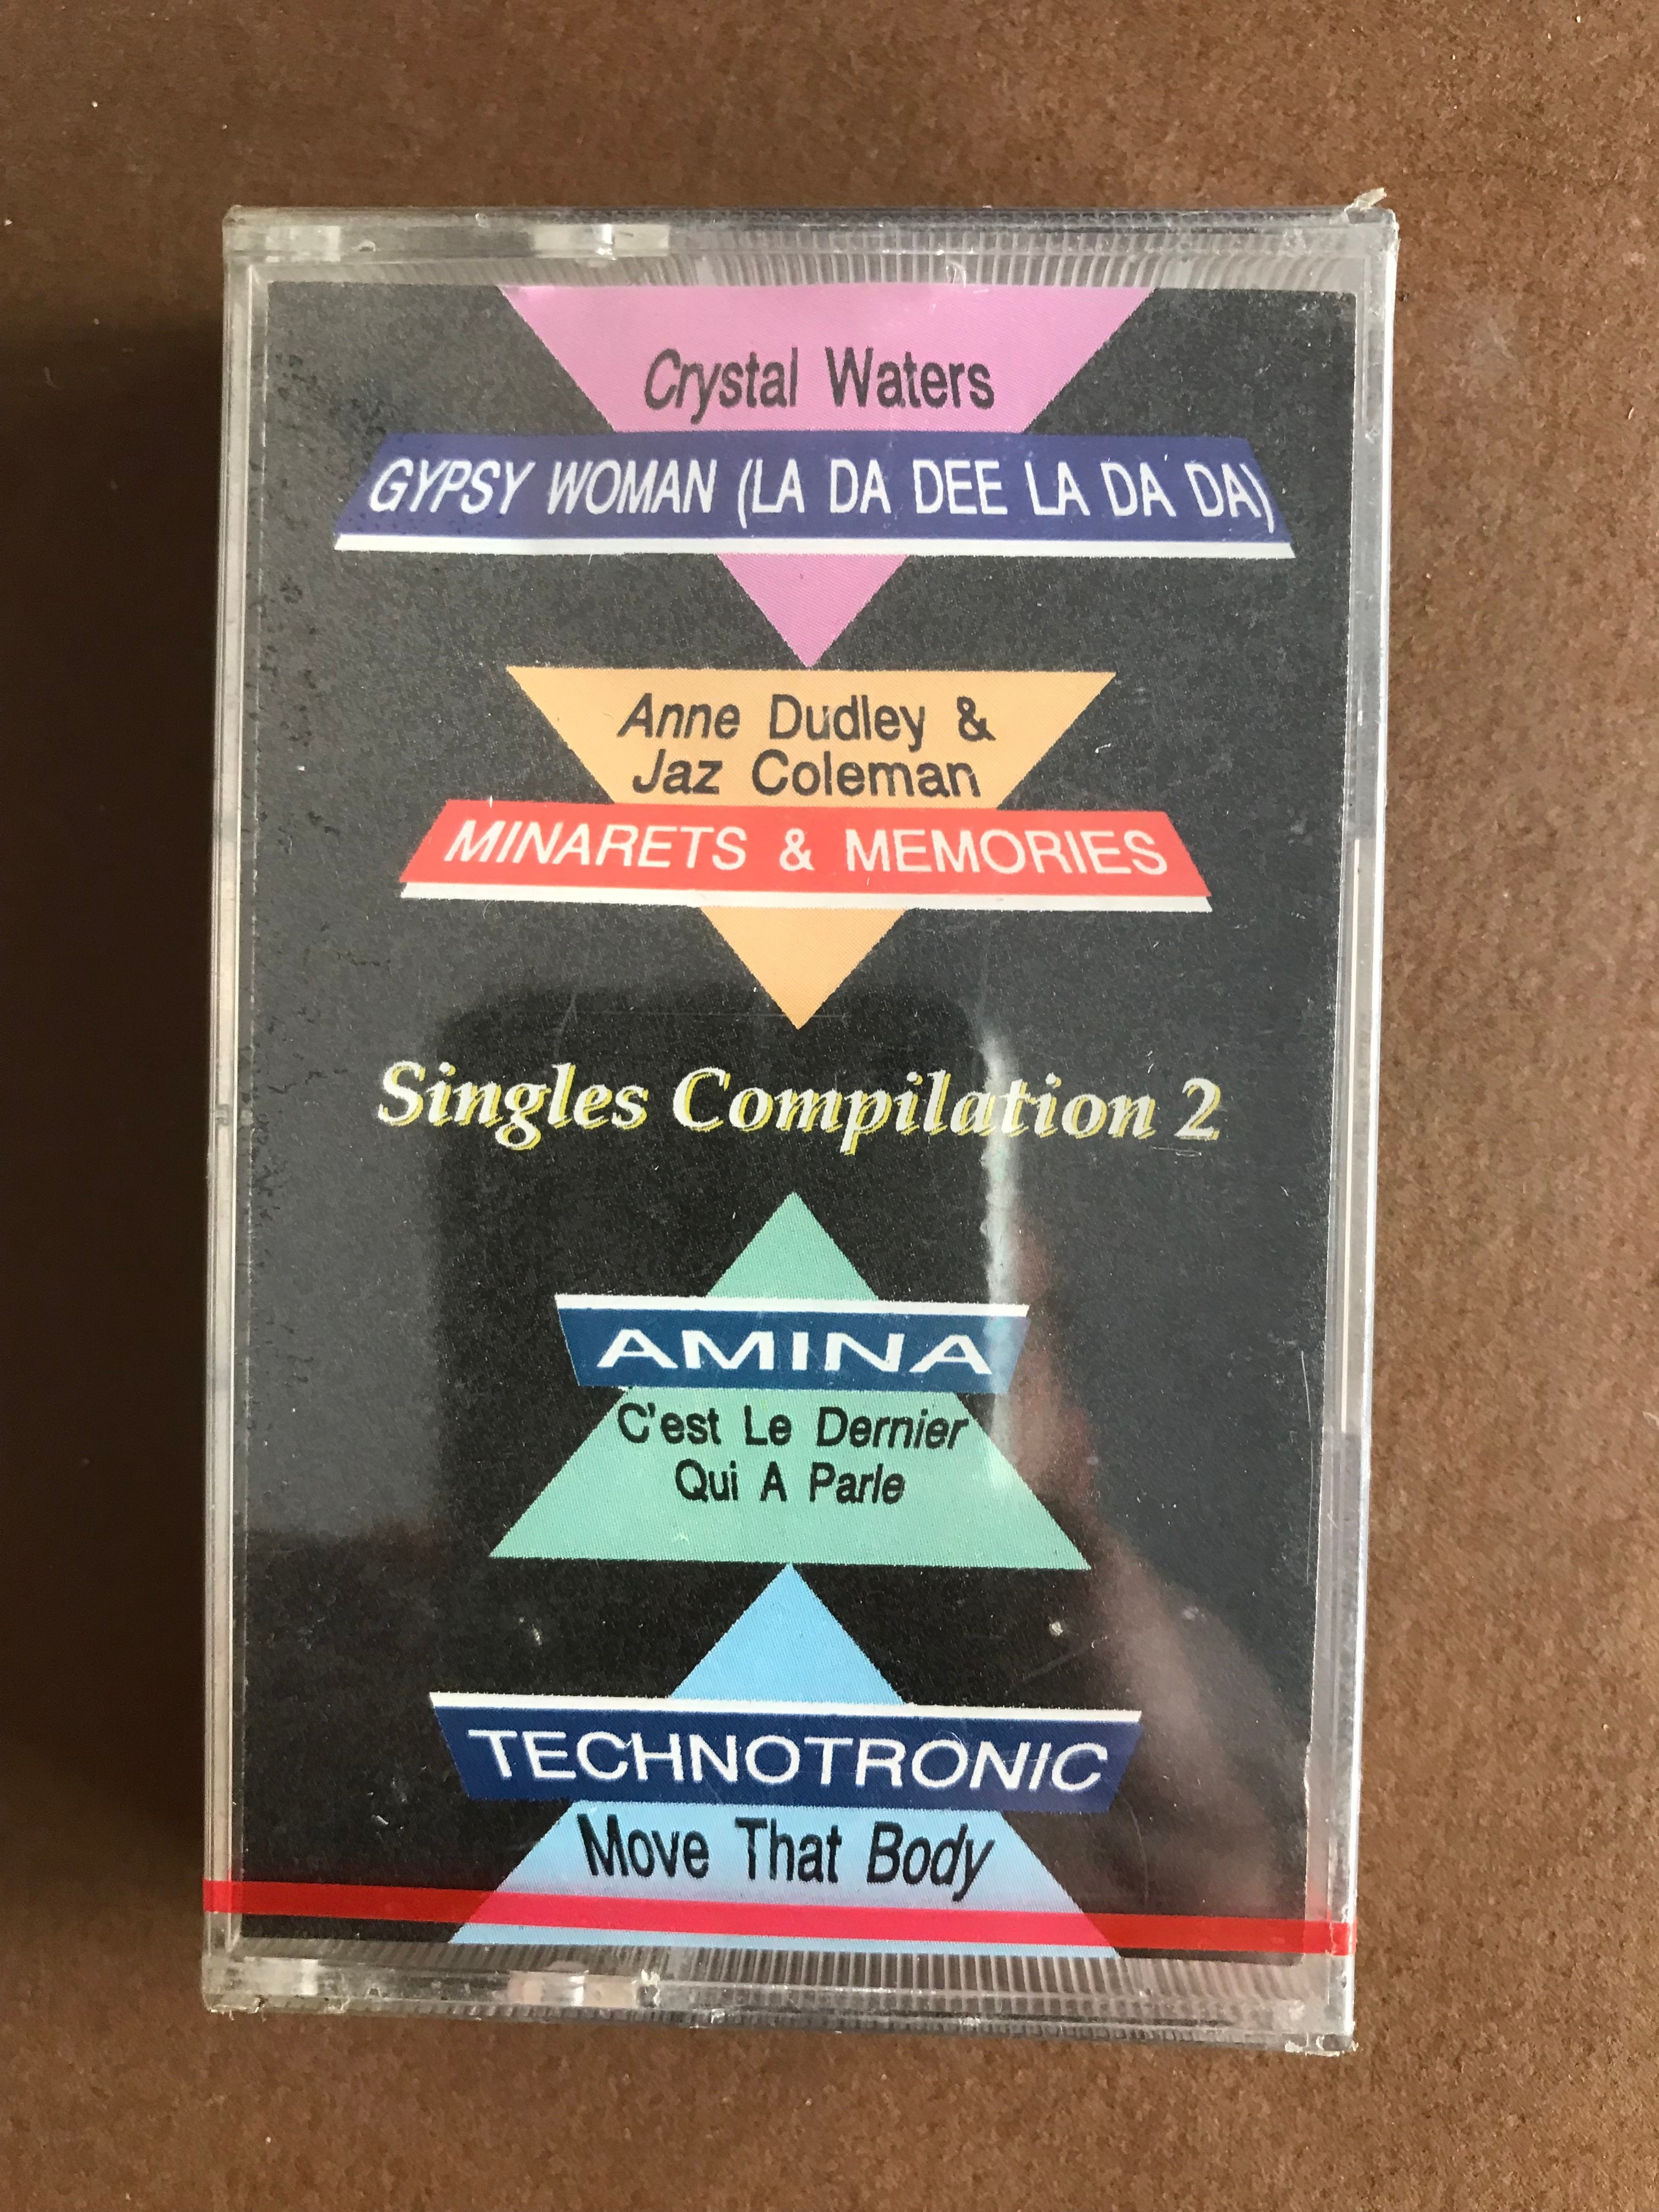 Crystal Waters
GYPSY WOMAN (LA DA DEE LA DA DA)
Anne Dudley &
Jaz Coleman
MINARETS & MEMORIES
Singles Compilation 2
AMINA
C'est Le Dernier
Qui A Parle
TECHNOTRONIC
Move That Body